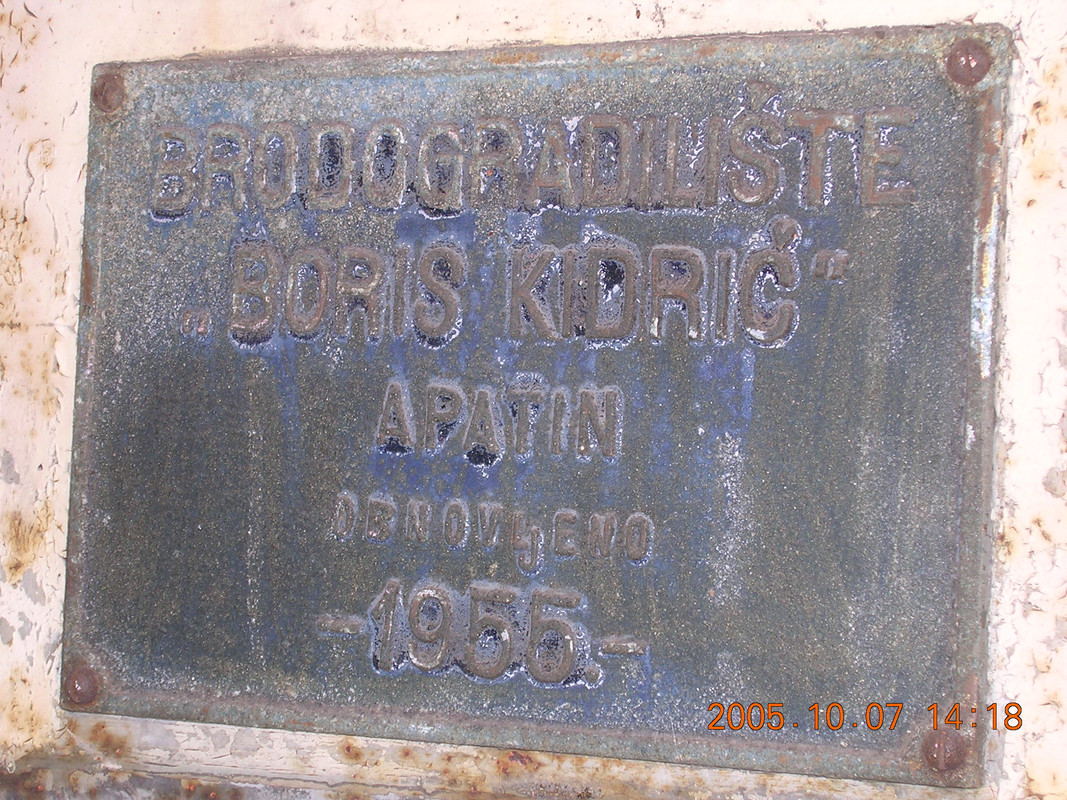 BRODOGRADILIŠTE
„BORIS KIDRIČ“
APATIN
OBNOVLjENO
-1955.-
2005.10.07 14:18